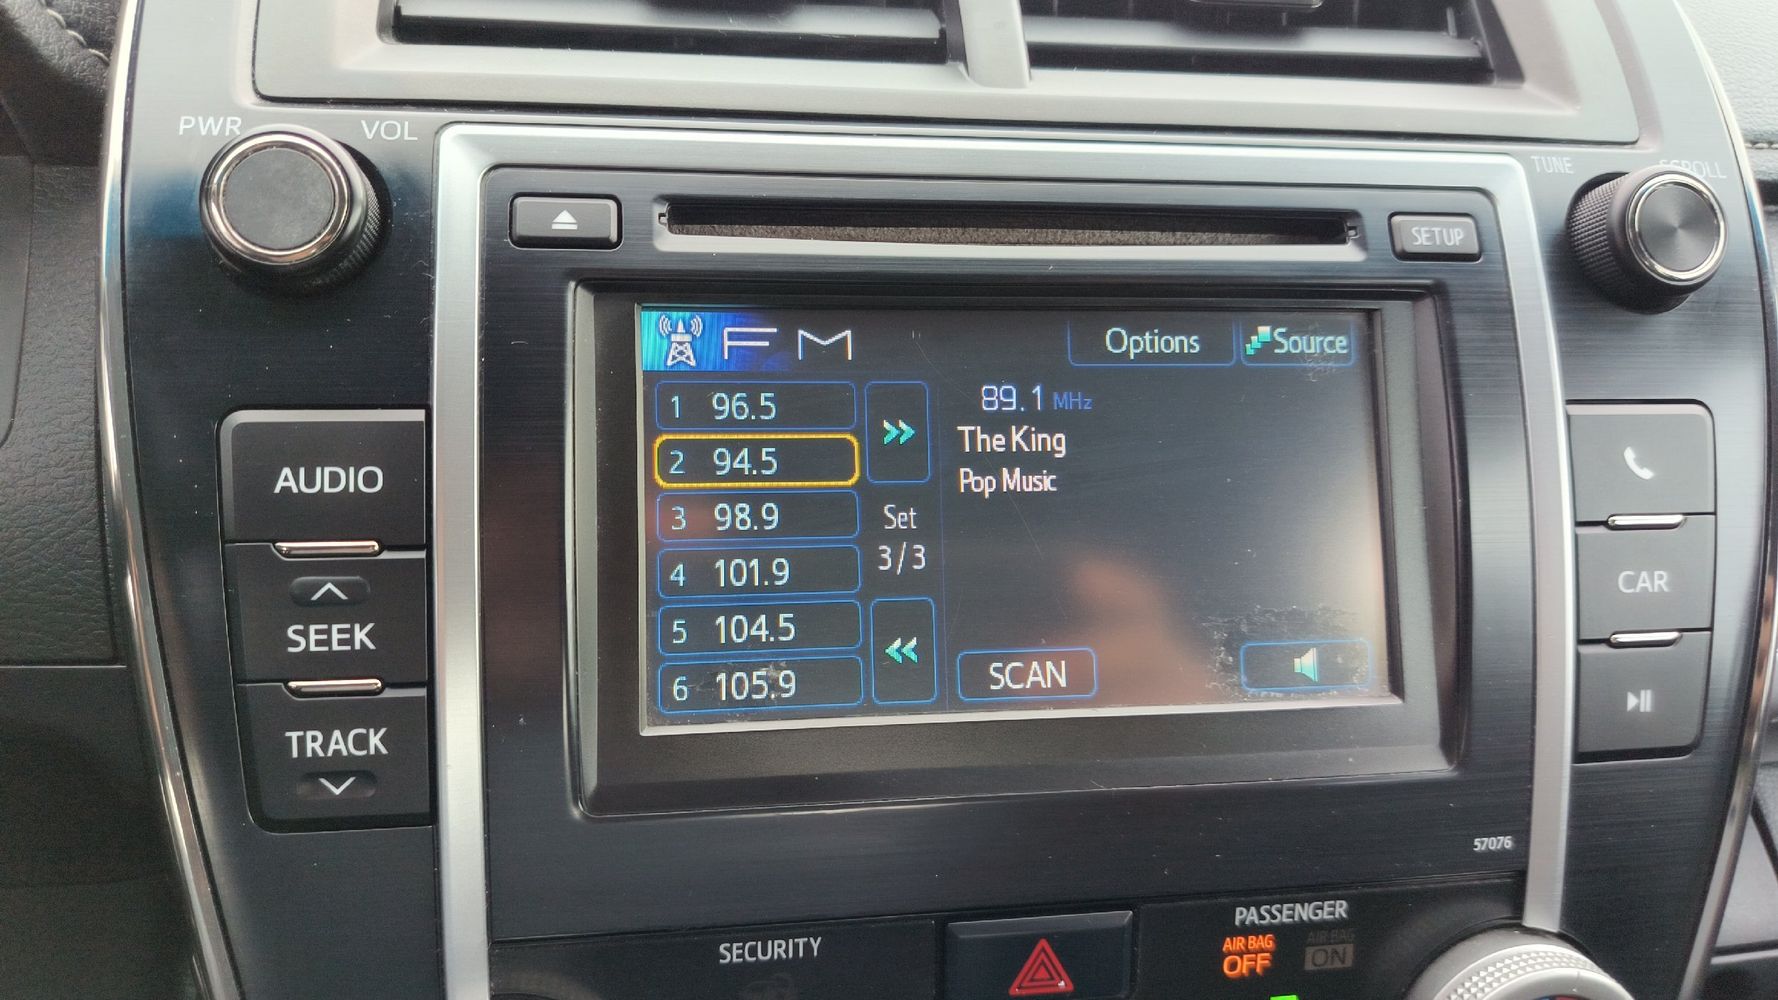 PWR VOL
TUNE SCROLL
SETUP
FM Options Source
1 96.5
2 94.5
3 98.9
4 101.9
5 104.5
6 105.9
Set
3/3
89.1 MHz
The King
Pop Music
SCAN
AUDIO
SEEK
TRACK
CAR
57076
SECURITY
PASSENGER
AIR BAG
OFF
AIR BAG
ON